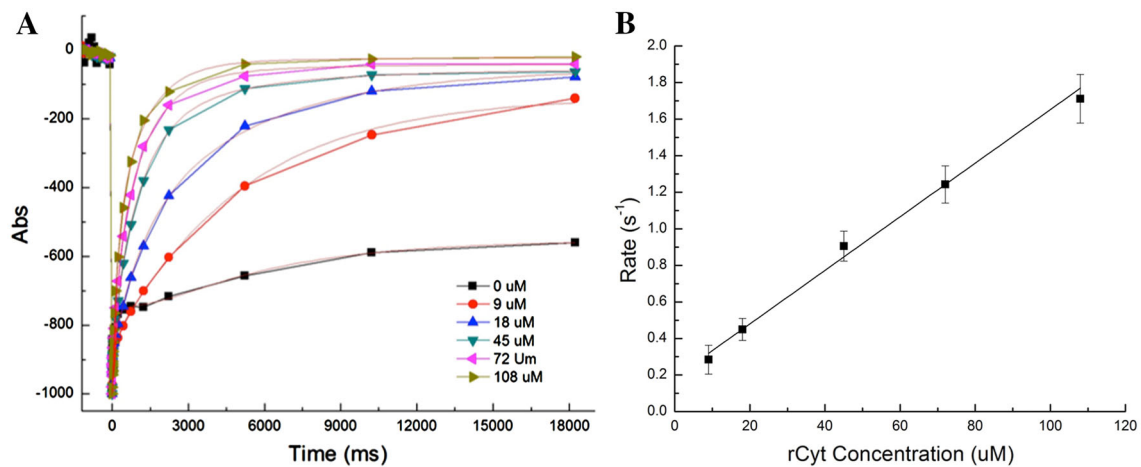 A
Abs
0
-200
-400
-600
-800
-1000
0 uM
9 uM
18 uM
45 uM
72 Um
108 uM
0
3000
6000
9000
12000
15000
18000
Time (ms)
B
Rate (s⁻¹)
2.0
1.8
1.6
1.4
1.2
1.0
0.8
0.6
0.4
0.2
0.0
0
20
40
60
80
100
120
rCyt Concentration (uM)